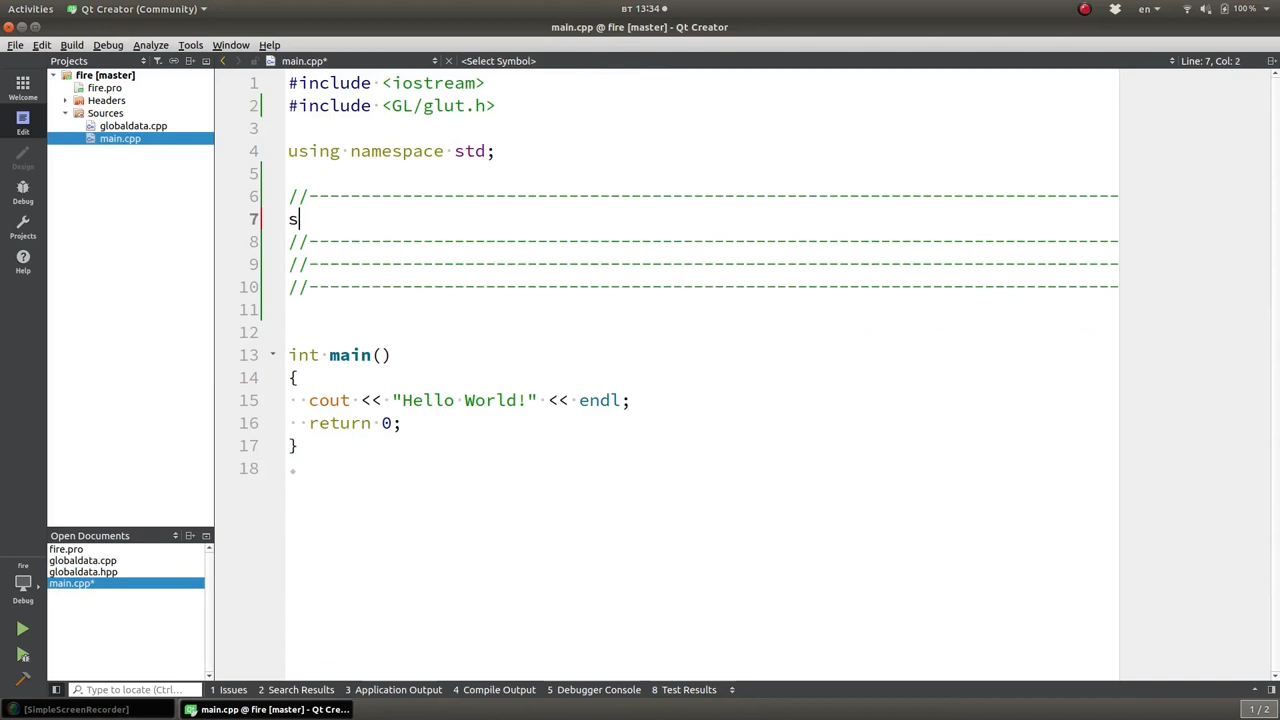 Activities Qt Creator (Community) Вт 13:34 en 100 %
main.cpp @ fire [master] - Qt Creator
File Edit Build Debug Analyze Tools Window Help
Projects main.cpp* <Select Symbol> Line: 7, Col: 2
Welcome
Edit
Design
Debug
Projects
Help
fire
Debug
fire [master]
fire.pro
Headers
Sources
globaldata.cpp
main.cpp
1 #include <iostream>
2 #include <GL/glut.h>
3
4 using namespace std;
5
6 //------------------------------------------------------------------------------
7 s
8 //------------------------------------------------------------------------------
9 //------------------------------------------------------------------------------
10 //------------------------------------------------------------------------------
11
12
13 int main()
14 {
15 cout << "Hello World!" << endl;
16 return 0;
17 }
18
Open Documents
fire.pro
globaldata.cpp
globaldata.hpp
main.cpp*
Type to locate (Ctrl... 1 Issues 2 Search Results 3 Application Output 4 Compile Output 5 Debugger Console 8 Test Results
[SimpleScreenRecorder] main.cpp @ fire [master] - Qt Cre... 1 / 2